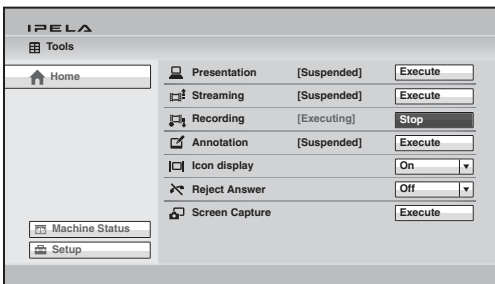 IPELA
Tools
Home
Presentation [Suspended] Execute
Streaming [Suspended] Execute
Recording [Executing] Stop
Annotation [Suspended] Execute
Icon display On
Reject Answer Off
Screen Capture Execute
Machine Status
Setup